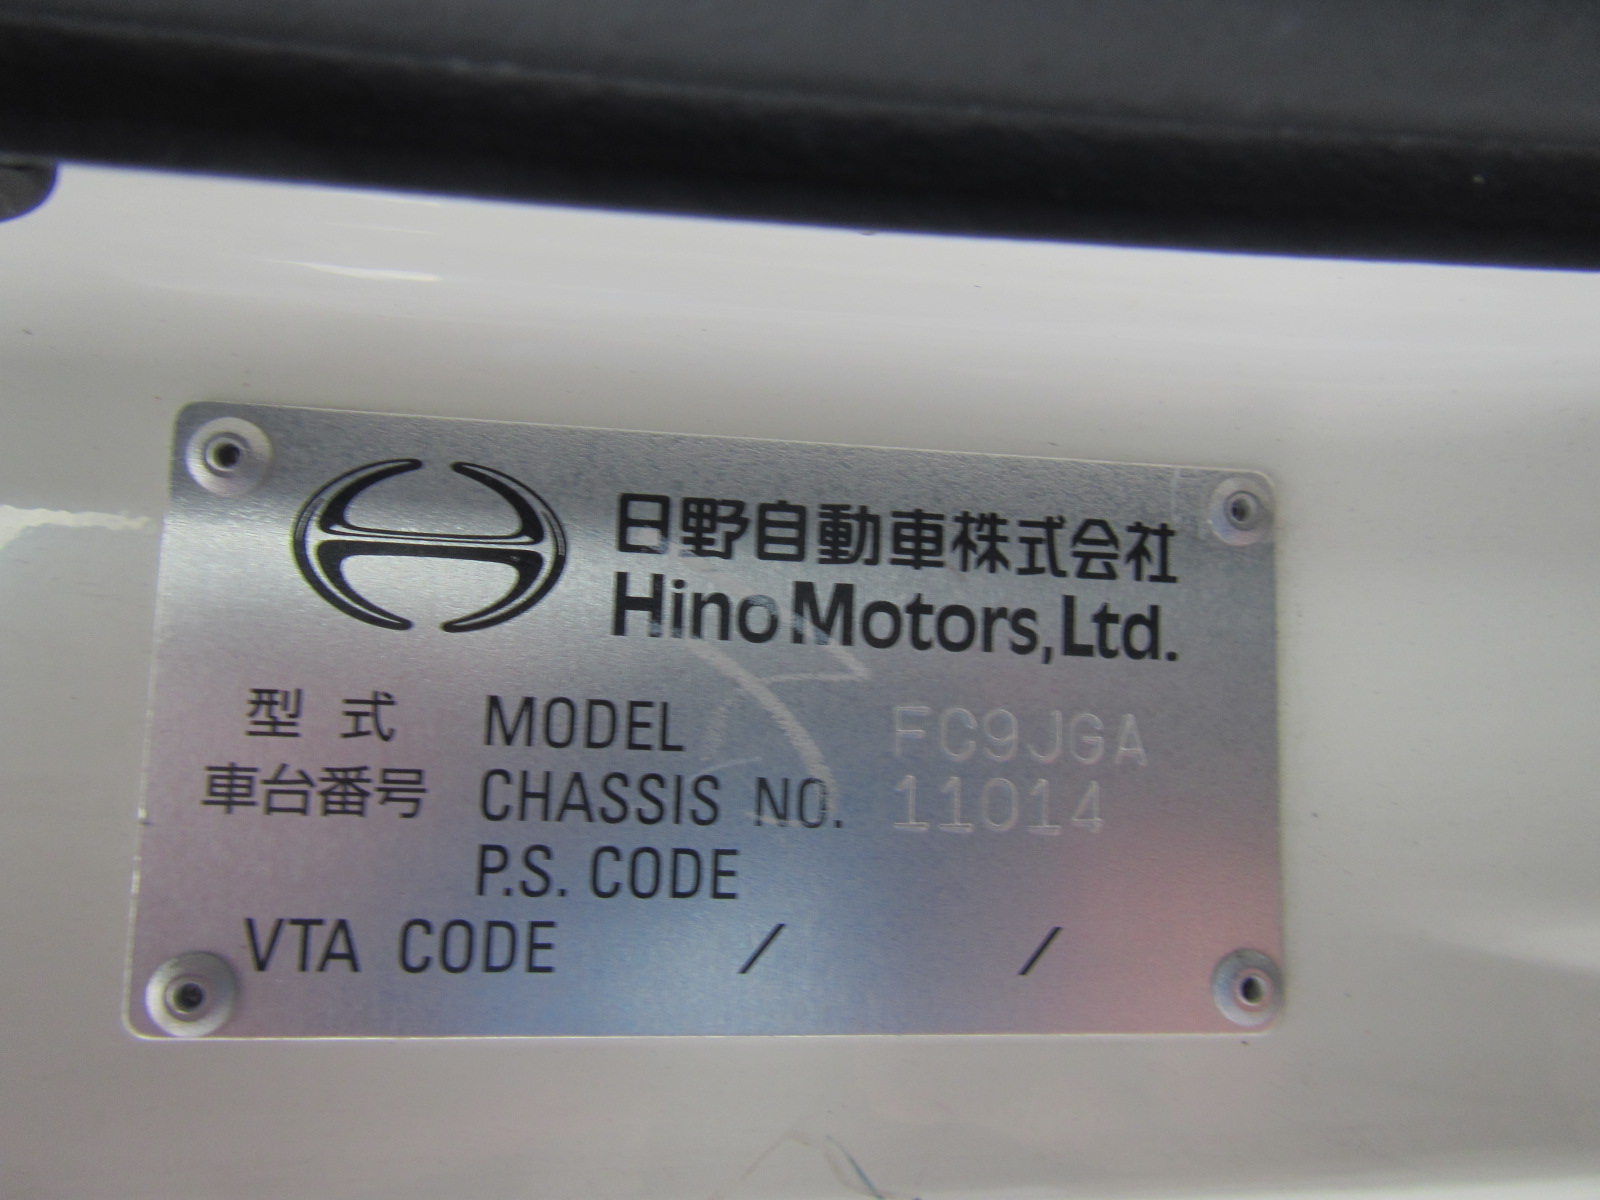 日野自動車株式会社
Hino Motors, Ltd.
型式 MODEL FC9JGA
車台番号 CHASSIS NO. 11014
P.S. CODE
VTA CODE / /